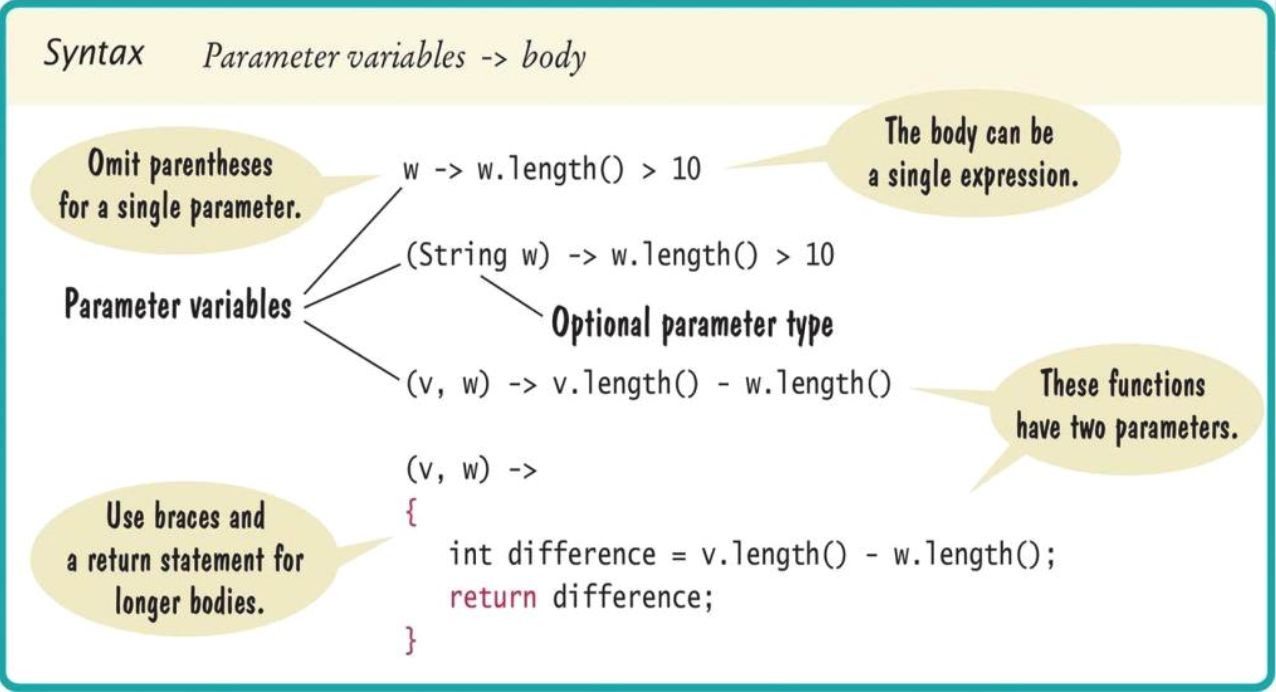 Syntax Parameter variables -> body
Omit parentheses
for a single parameter.
w -> w.length() > 10
The body can be
a single expression.
(String w) -> w.length() > 10
Parameter variables
Optional parameter type
(v, w) -> v.length() - w.length()
These functions
have two parameters.
(v, w) ->
{
int difference = v.length() - w.length();
return difference;
}
Use braces and
a return statement for
longer bodies.